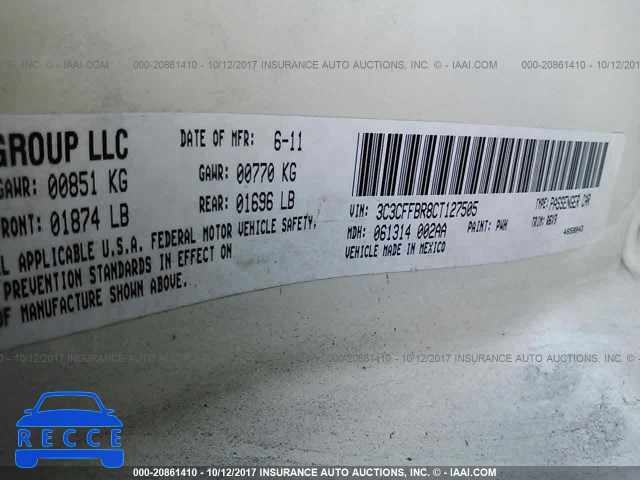 000-20861410 - 10/12/2017 INSURANCE AUTO AUCTIONS, INC. - IAAI.COM
GROUP LLC
DATE OF MFR: 6-11
GAWR: 00851 KG
GAWR: 00770 KG
FRONT: 01874 LB
REAR: 01696 LB
APPLICABLE U.S.A. FEDERAL MOTOR VEHICLE SAFETY,
PREVENTION STANDARDS IN EFFECT ON
OF MANUFACTURE SHOWN ABOVE.
VIN: 3C3CFFBR8CT127505
TYPE: PASSENGER CAR
MDH: 061314 002AA
PAINT: PWH
TRIM:
VEHICLE MADE IN MEXICO
000-20861410 - 10/12/2017 INSURANCE AUTO AUCTIONS, INC. - IAAI.COM
RECCE
000-20861410 - 10/12/2017 INSURANCE AUTO AUCTIONS, INC. - IAAI.COM